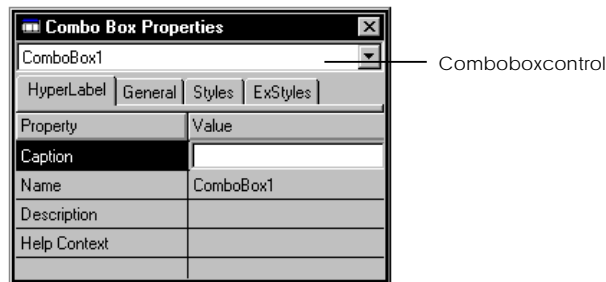 Combo Box Properties
ComboBox1
Comboboxcontrol
HyperLabel General Styles ExStyles
Property Value
Caption
Name ComboBox1
Description
Help Context